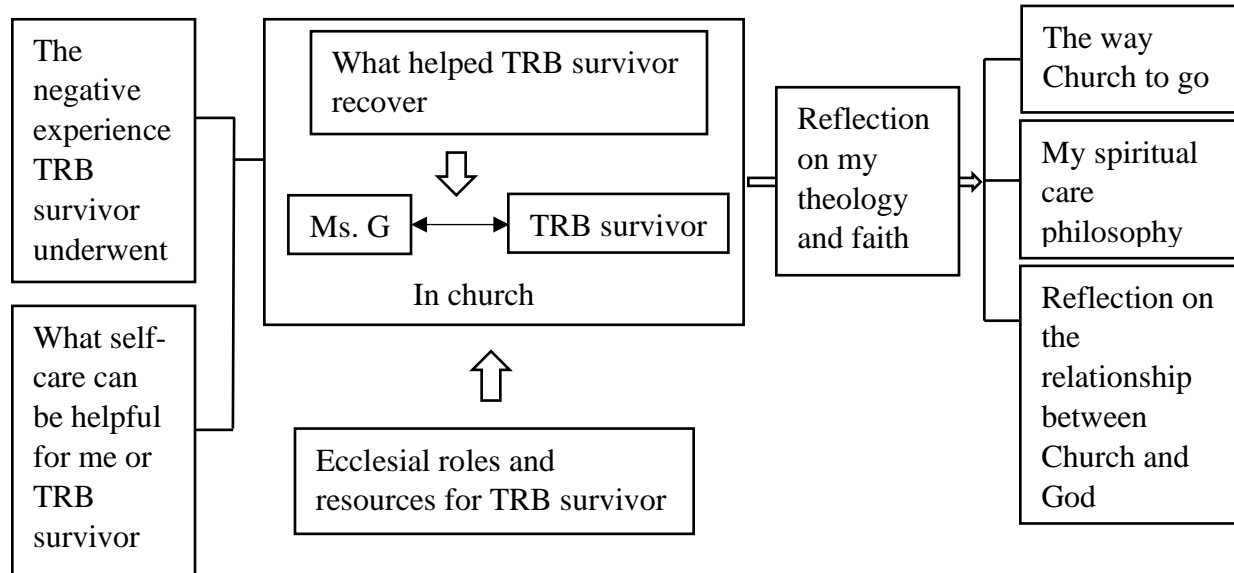 The
negative
experience
TRB
survivor
underwent
What self-
care can
be helpful
for me or
TRB
survivor
What helped TRB survivor
recover
Ms. G
TRB survivor
In church
Ecclesial roles and
resources for TRB survivor
Reflection
on my
theology
and faith
The way
Church to go
My spiritual
care
philosophy
Reflection on
the
relationship
between
Church and
God